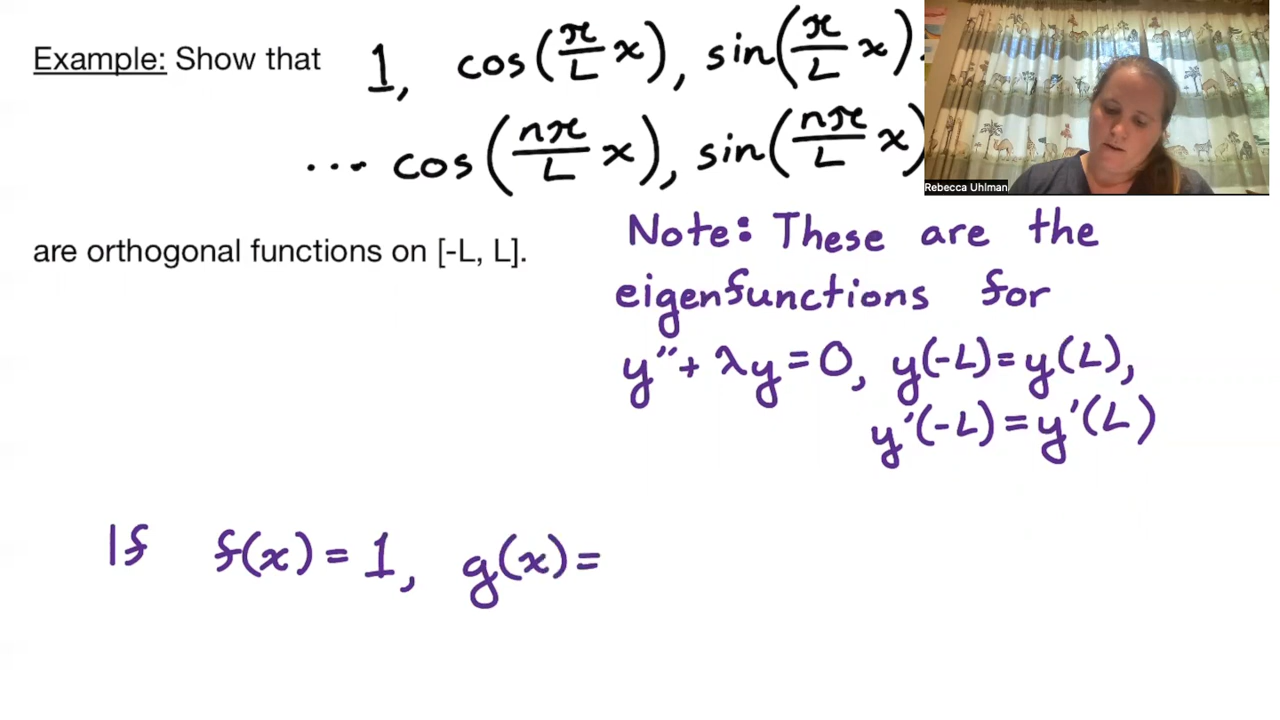 Example: Show that 1, cos(π/L x), sin(π/L x),
... cos(nπ/L x), sin(nπ/L x)
Rebecca Uhlman
are orthogonal functions on [-L, L].
Note: These are the
eigenfunctions for
y″ + λy = 0, y(-L) = y(L),
y′(-L) = y′(L)
If f(x) = 1, g(x) =